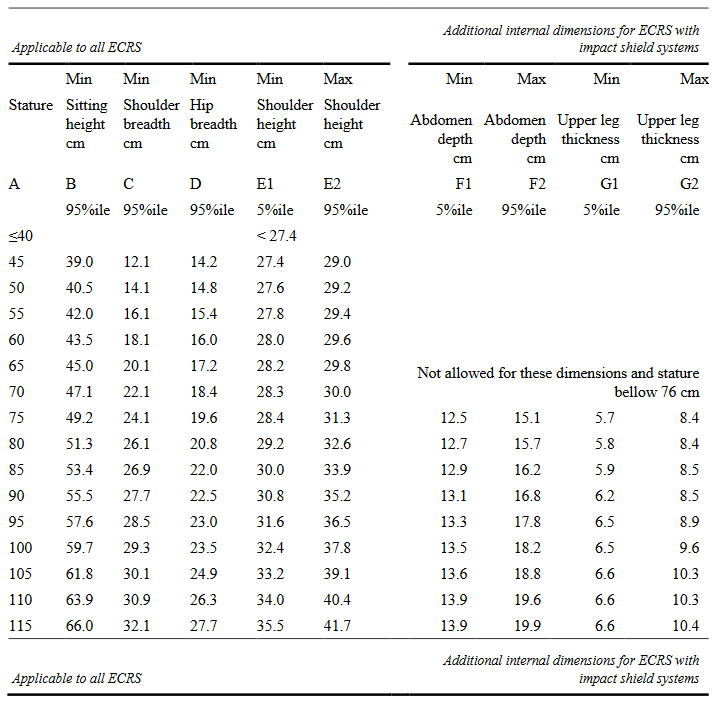 Applicable to all ECRS Additional internal dimensions for ECRS with impact shield systems
Min Min Min Min Max Min Max Min Max
Stature Sitting height cm Shoulder breadth cm Hip breadth cm Shoulder height cm Shoulder height cm Abdomen depth cm Abdomen depth cm Upper leg thickness cm Upper leg thickness cm
A B C D E1 E2 F1 F2 G1 G2
95%ile 95%ile 95%ile 5%ile 95%ile 5%ile 95%ile 5%ile 95%ile
≤40 < 27.4
45 39.0 12.1 14.2 27.4 29.0
50 40.5 14.1 14.8 27.6 29.2
55 42.0 16.1 15.4 27.8 29.4
60 43.5 18.1 16.0 28.0 29.6
65 45.0 20.1 17.2 28.2 29.8
Not allowed for these dimensions and stature
70 47.1 22.1 18.4 28.3 30.0 bellow 76 cm
75 49.2 24.1 19.6 28.4 31.3 12.5 15.1 5.7 8.4
80 51.3 26.1 20.8 29.2 32.6 12.7 15.7 5.8 8.4
85 53.4 26.9 22.0 30.0 33.9 12.9 16.2 5.9 8.5
90 55.5 27.7 22.5 30.8 35.2 13.1 16.8 6.2 8.5
95 57.6 28.5 23.0 31.6 36.5 13.3 17.8 6.5 8.9
100 59.7 29.3 23.5 32.4 37.8 13.5 18.2 6.5 9.6
105 61.8 30.1 24.9 33.2 39.1 13.6 18.8 6.6 10.3
110 63.9 30.9 26.3 34.0 40.4 13.9 19.6 6.6 10.3
115 66.0 32.1 27.7 35.5 41.7 13.9 19.9 6.6 10.4
Applicable to all ECRS Additional internal dimensions for ECRS with impact shield systems